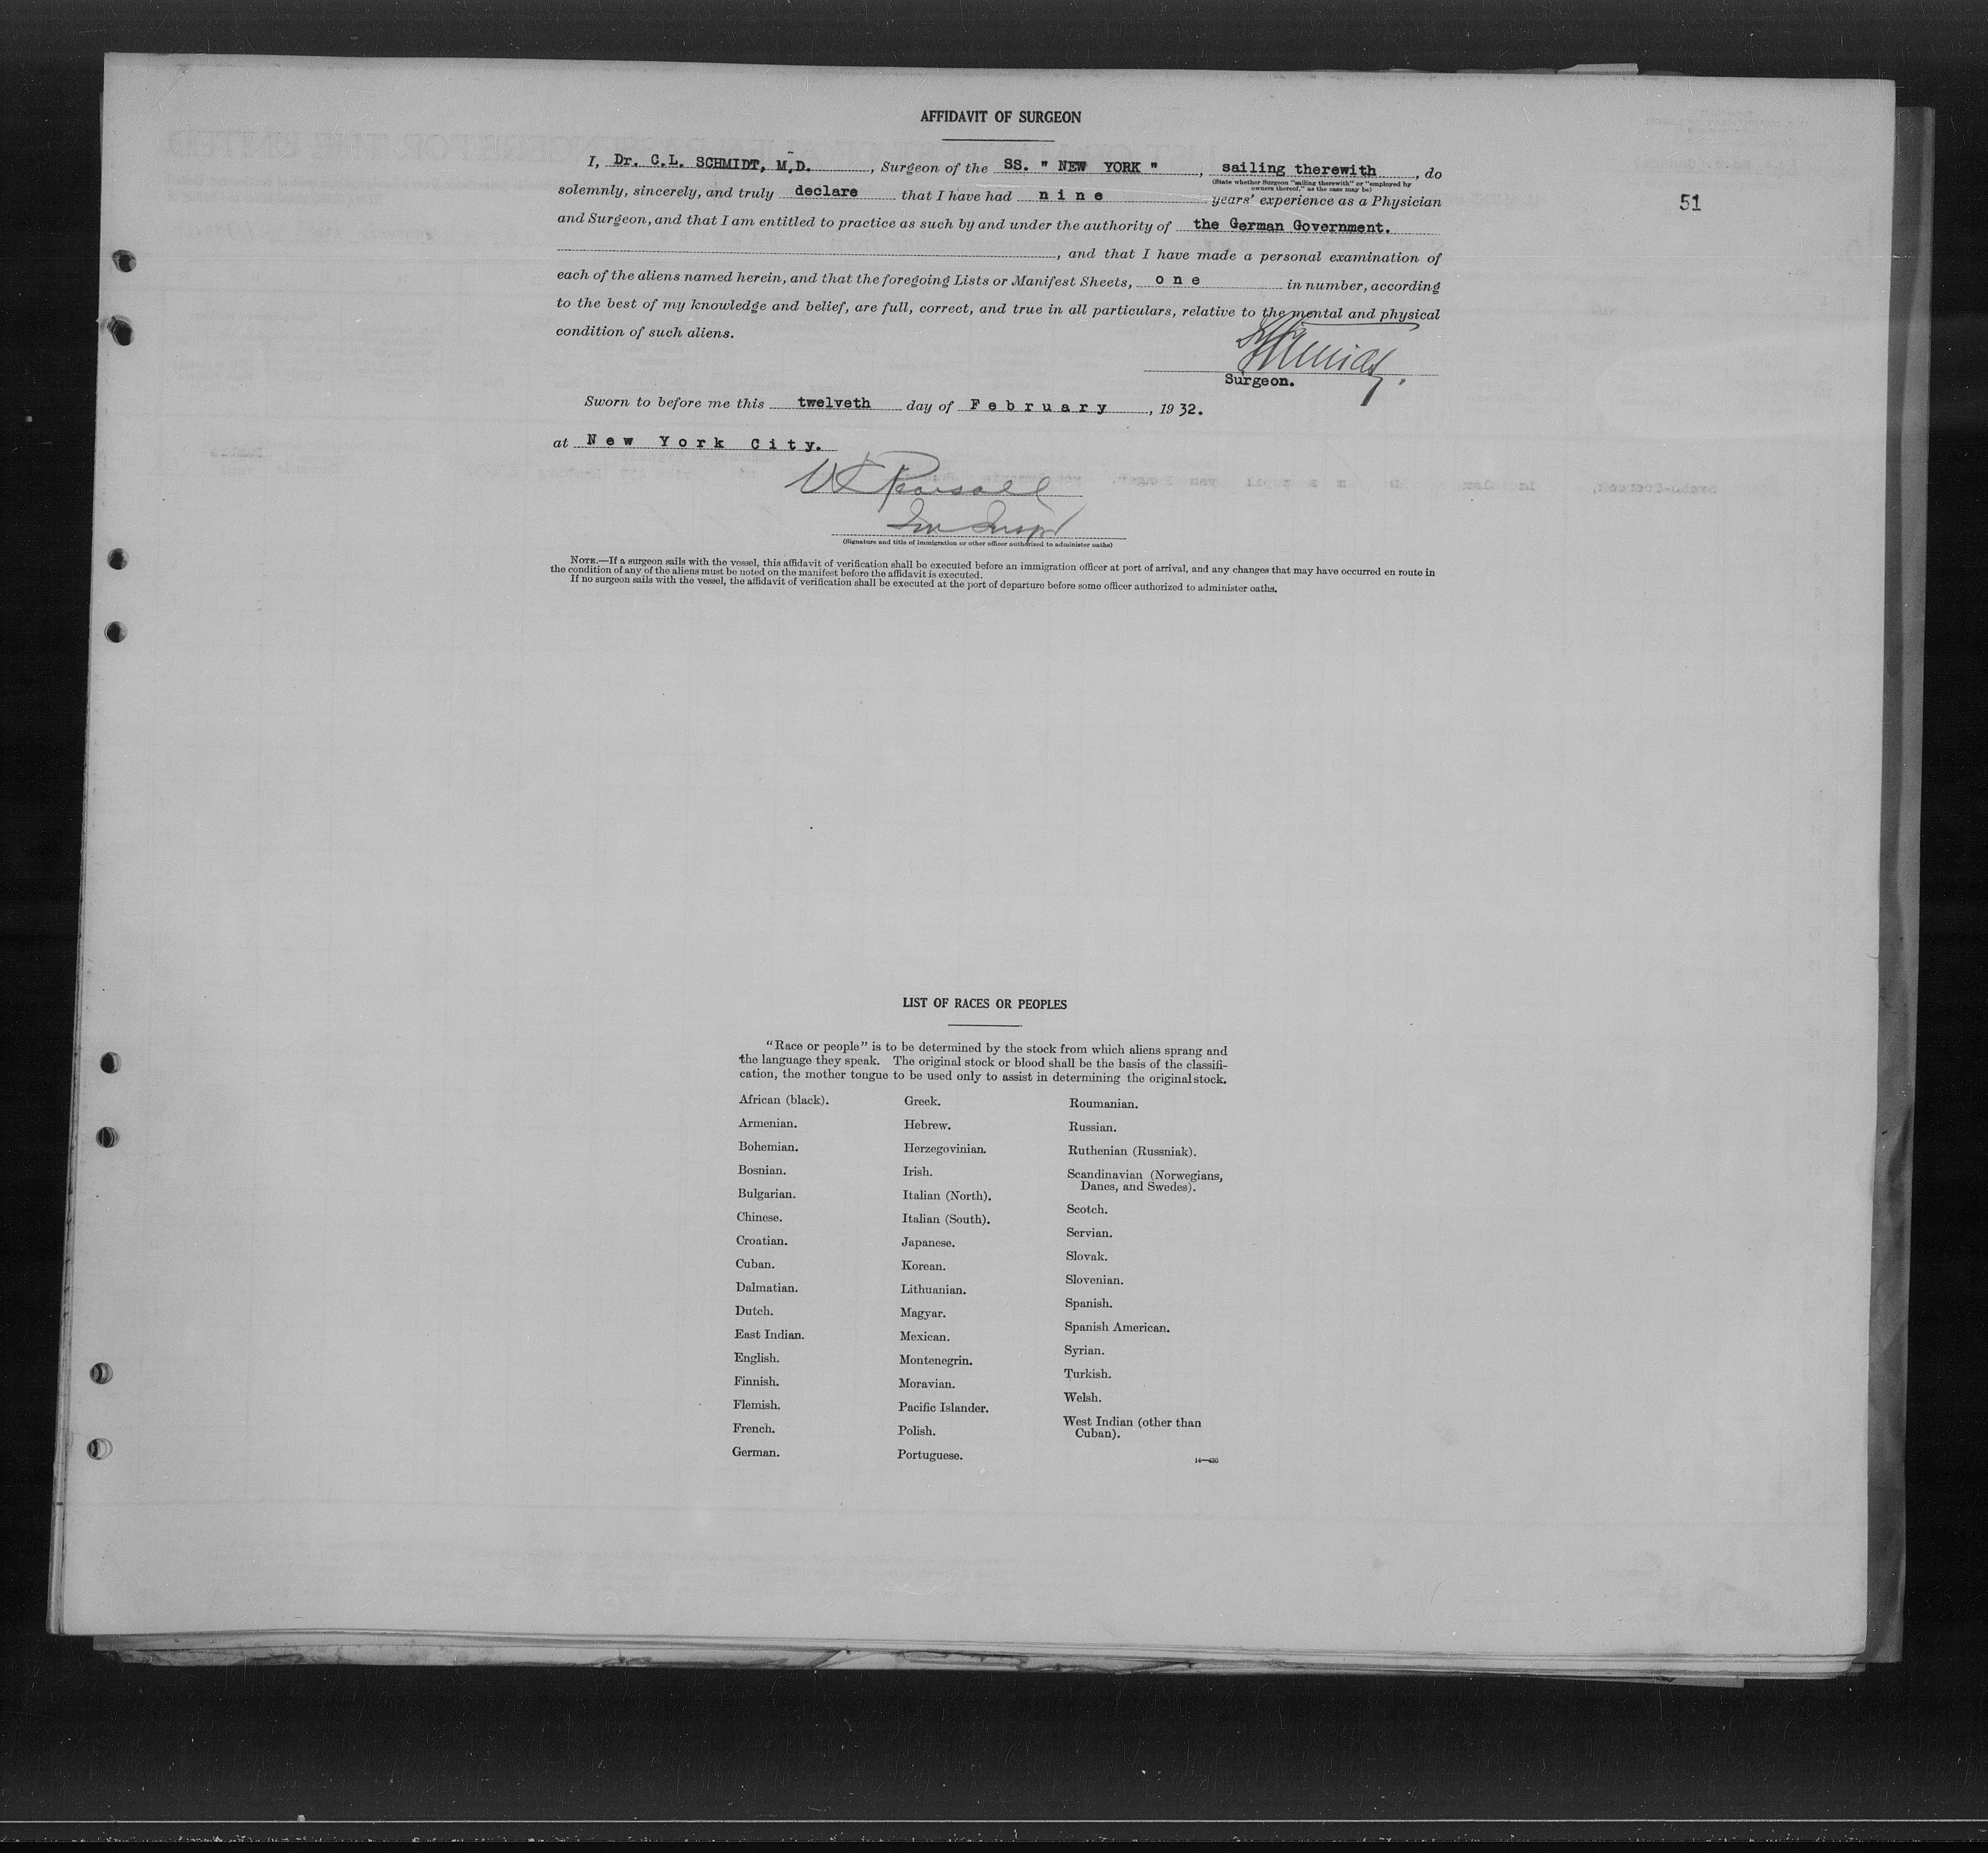 AFFIDAVIT OF SURGEON
51
I, Dr. C.L. SCHMIDT, M.D. , Surgeon of the SS. " NEW YORK " , sailing therewith , do
(State whether Surgeon "sailing therewith" or "employed by
owners thereof," as the case may be)
solemnly, sincerely, and truly declare that I have had n i n e years' experience as a Physician
and Surgeon, and that I am entitled to practice as such by and under the authority of the German Government.
, and that I have made a personal examination of
each of the aliens named herein, and that the foregoing Lists or Manifest Sheets, o n e in number, according
to the best of my knowledge and belief, are full, correct, and true in all particulars, relative to the mental and physical
condition of such aliens.
Surgeon.
Sworn to before me this twelveth day of F e b r u a r y , 19 32.
at N e w Y o r k C i t y.
(Signature and title of immigration or other officer authorized to administer oaths)
NOTE.—If a surgeon sails with the vessel, this affidavit of verification shall be executed before an immigration officer at port of arrival, and any changes that may have occurred en route in
the condition of any of the aliens must be noted on the manifest before the affidavit is executed.
If no surgeon sails with the vessel, the affidavit of verification shall be executed at the port of departure before some officer authorized to administer oaths.
LIST OF RACES OR PEOPLES
"Race or people" is to be determined by the stock from which aliens sprang and
the language they speak. The original stock or blood shall be the basis of the classifi-
cation, the mother tongue to be used only to assist in determining the original stock.
African (black).
Armenian.
Bohemian.
Bosnian.
Bulgarian.
Chinese.
Croatian.
Cuban.
Dalmatian.
Dutch.
East Indian.
English.
Finnish.
Flemish.
French.
German.
Greek.
Hebrew.
Herzegovinian.
Irish.
Italian (North).
Italian (South).
Japanese.
Korean.
Lithuanian.
Magyar.
Mexican.
Montenegrin.
Moravian.
Pacific Islander.
Polish.
Portuguese.
Roumanian.
Russian.
Ruthenian (Russniak).
Scandinavian (Norwegians,
Danes, and Swedes).
Scotch.
Servian.
Slovak.
Slovenian.
Spanish.
Spanish American.
Syrian.
Turkish.
Welsh.
West Indian (other than
Cuban).
14—430